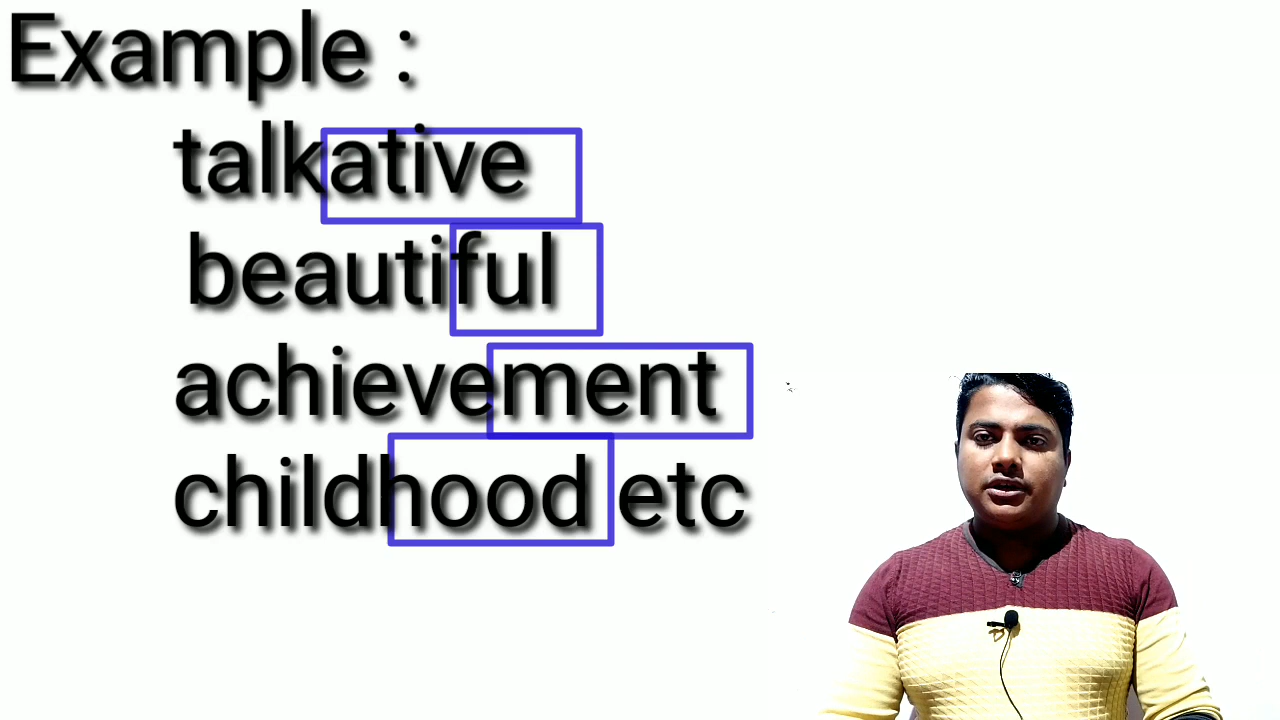 Example :
talkative
beautiful
achievement
childhood etc